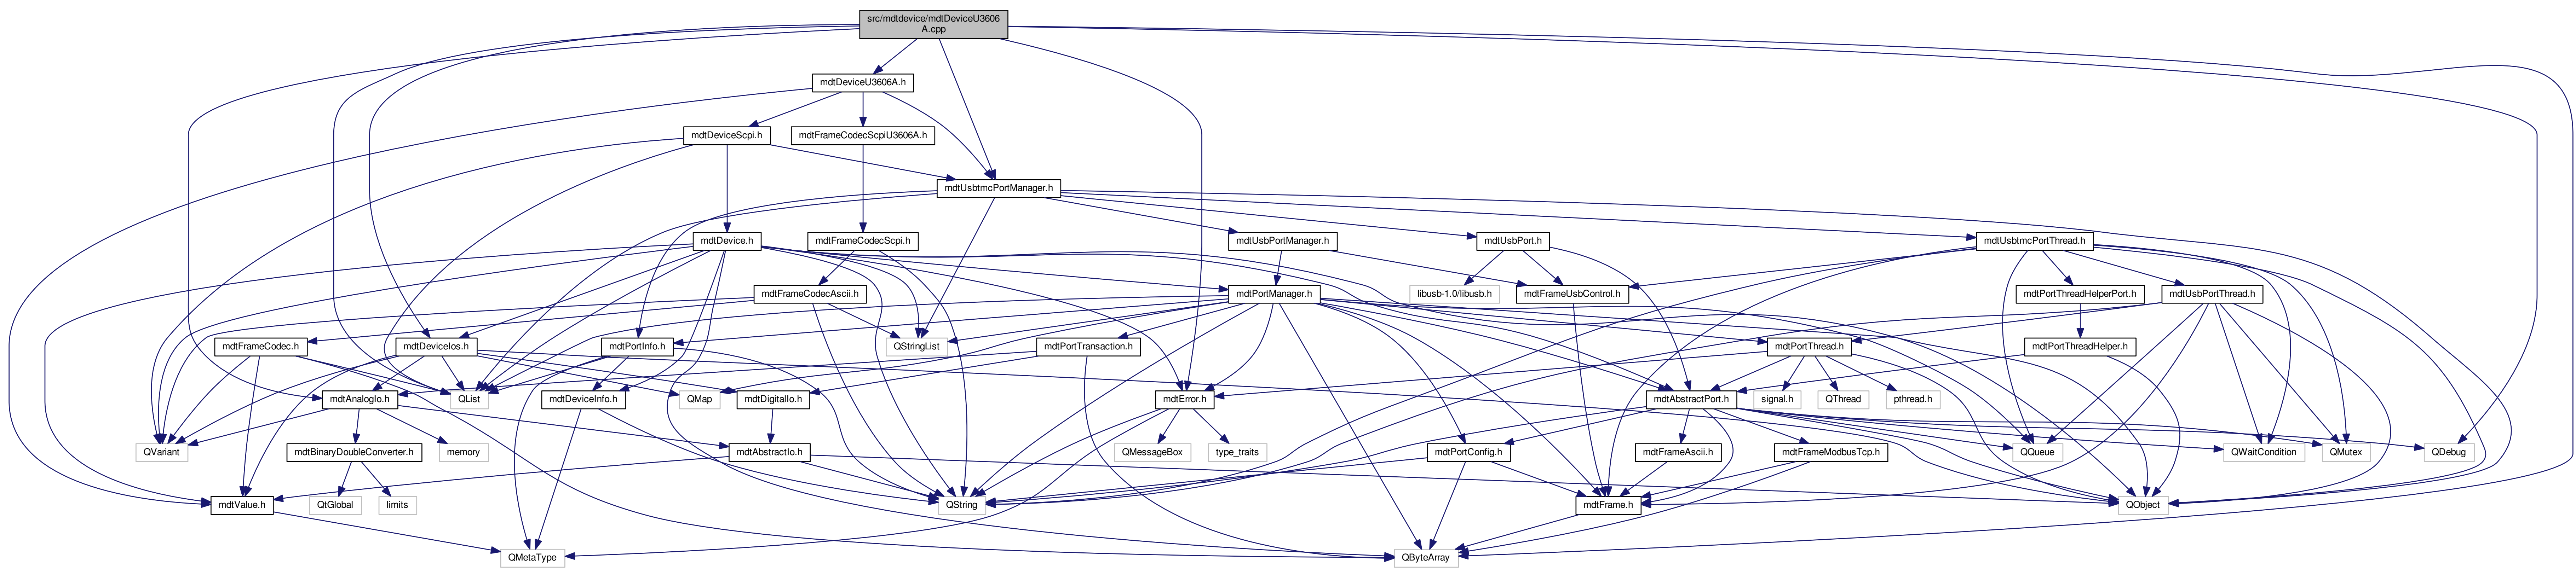 src/mdtdevice/mdtDeviceU3606
A.cpp
mdtDeviceU3606A.h
mdtDeviceScpi.h
mdtFrameCodecScpiU3606A.h
mdtUsbtmcPortManager.h
mdtDevice.h
mdtFrameCodecScpi.h
mdtUsbPortManager.h
mdtUsbPort.h
mdtUsbtmcPortThread.h
mdtFrameCodecAscii.h
mdtPortManager.h
libusb-1.0/libusb.h
mdtFrameUsbControl.h
mdtPortThreadHelperPort.h
mdtUsbPortThread.h
mdtFrameCodec.h
mdtDeviceIos.h
mdtPortInfo.h
QStringList
mdtPortTransaction.h
mdtPortThread.h
mdtPortThreadHelper.h
mdtAnalogIo.h
QList
mdtDeviceInfo.h
QMap
mdtDigitalIo.h
mdtError.h
mdtAbstractPort.h
signal.h
QThread
pthread.h
QVariant
mdtBinaryDoubleConverter.h
memory
mdtAbstractIo.h
QMessageBox
type_traits
mdtPortConfig.h
mdtFrameAscii.h
mdtFrameModbusTcp.h
QQueue
QWaitCondition
QMutex
QDebug
mdtValue.h
QtGlobal
limits
QString
mdtFrame.h
QObject
QMetaType
QByteArray